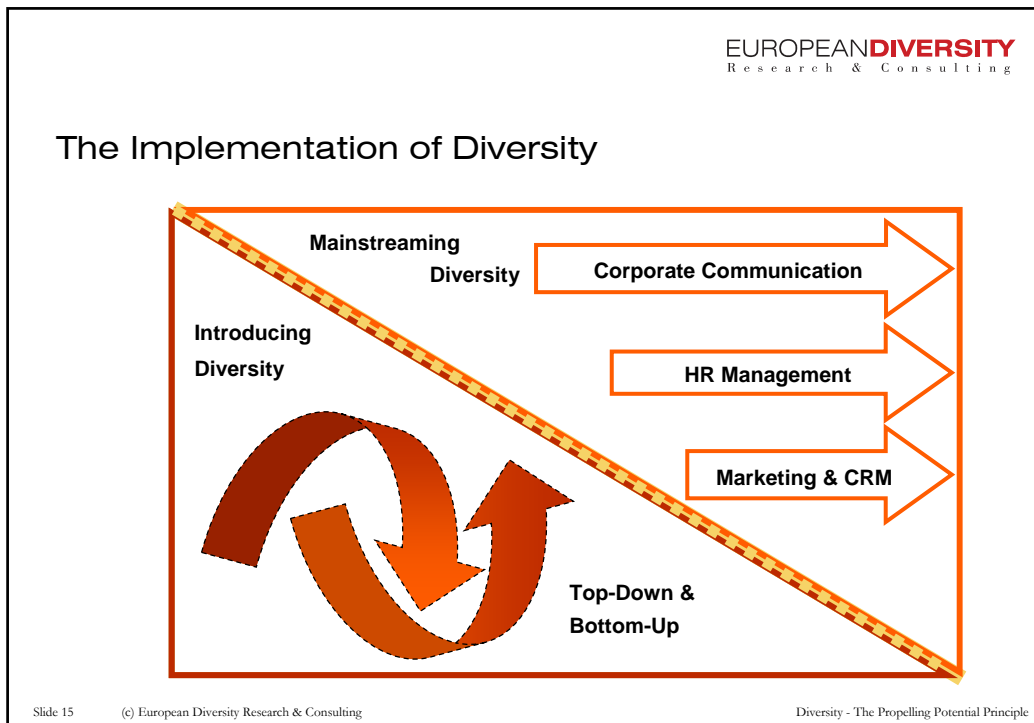 EUROPEANDIVERSITY
Research & Consulting
The Implementation of Diversity
Mainstreaming
Diversity
Corporate Communication
Introducing
Diversity
HR Management
Marketing & CRM
Top-Down &
Bottom-Up
Slide 15 (c) European Diversity Research & Consulting Diversity - The Propelling Potential Principle